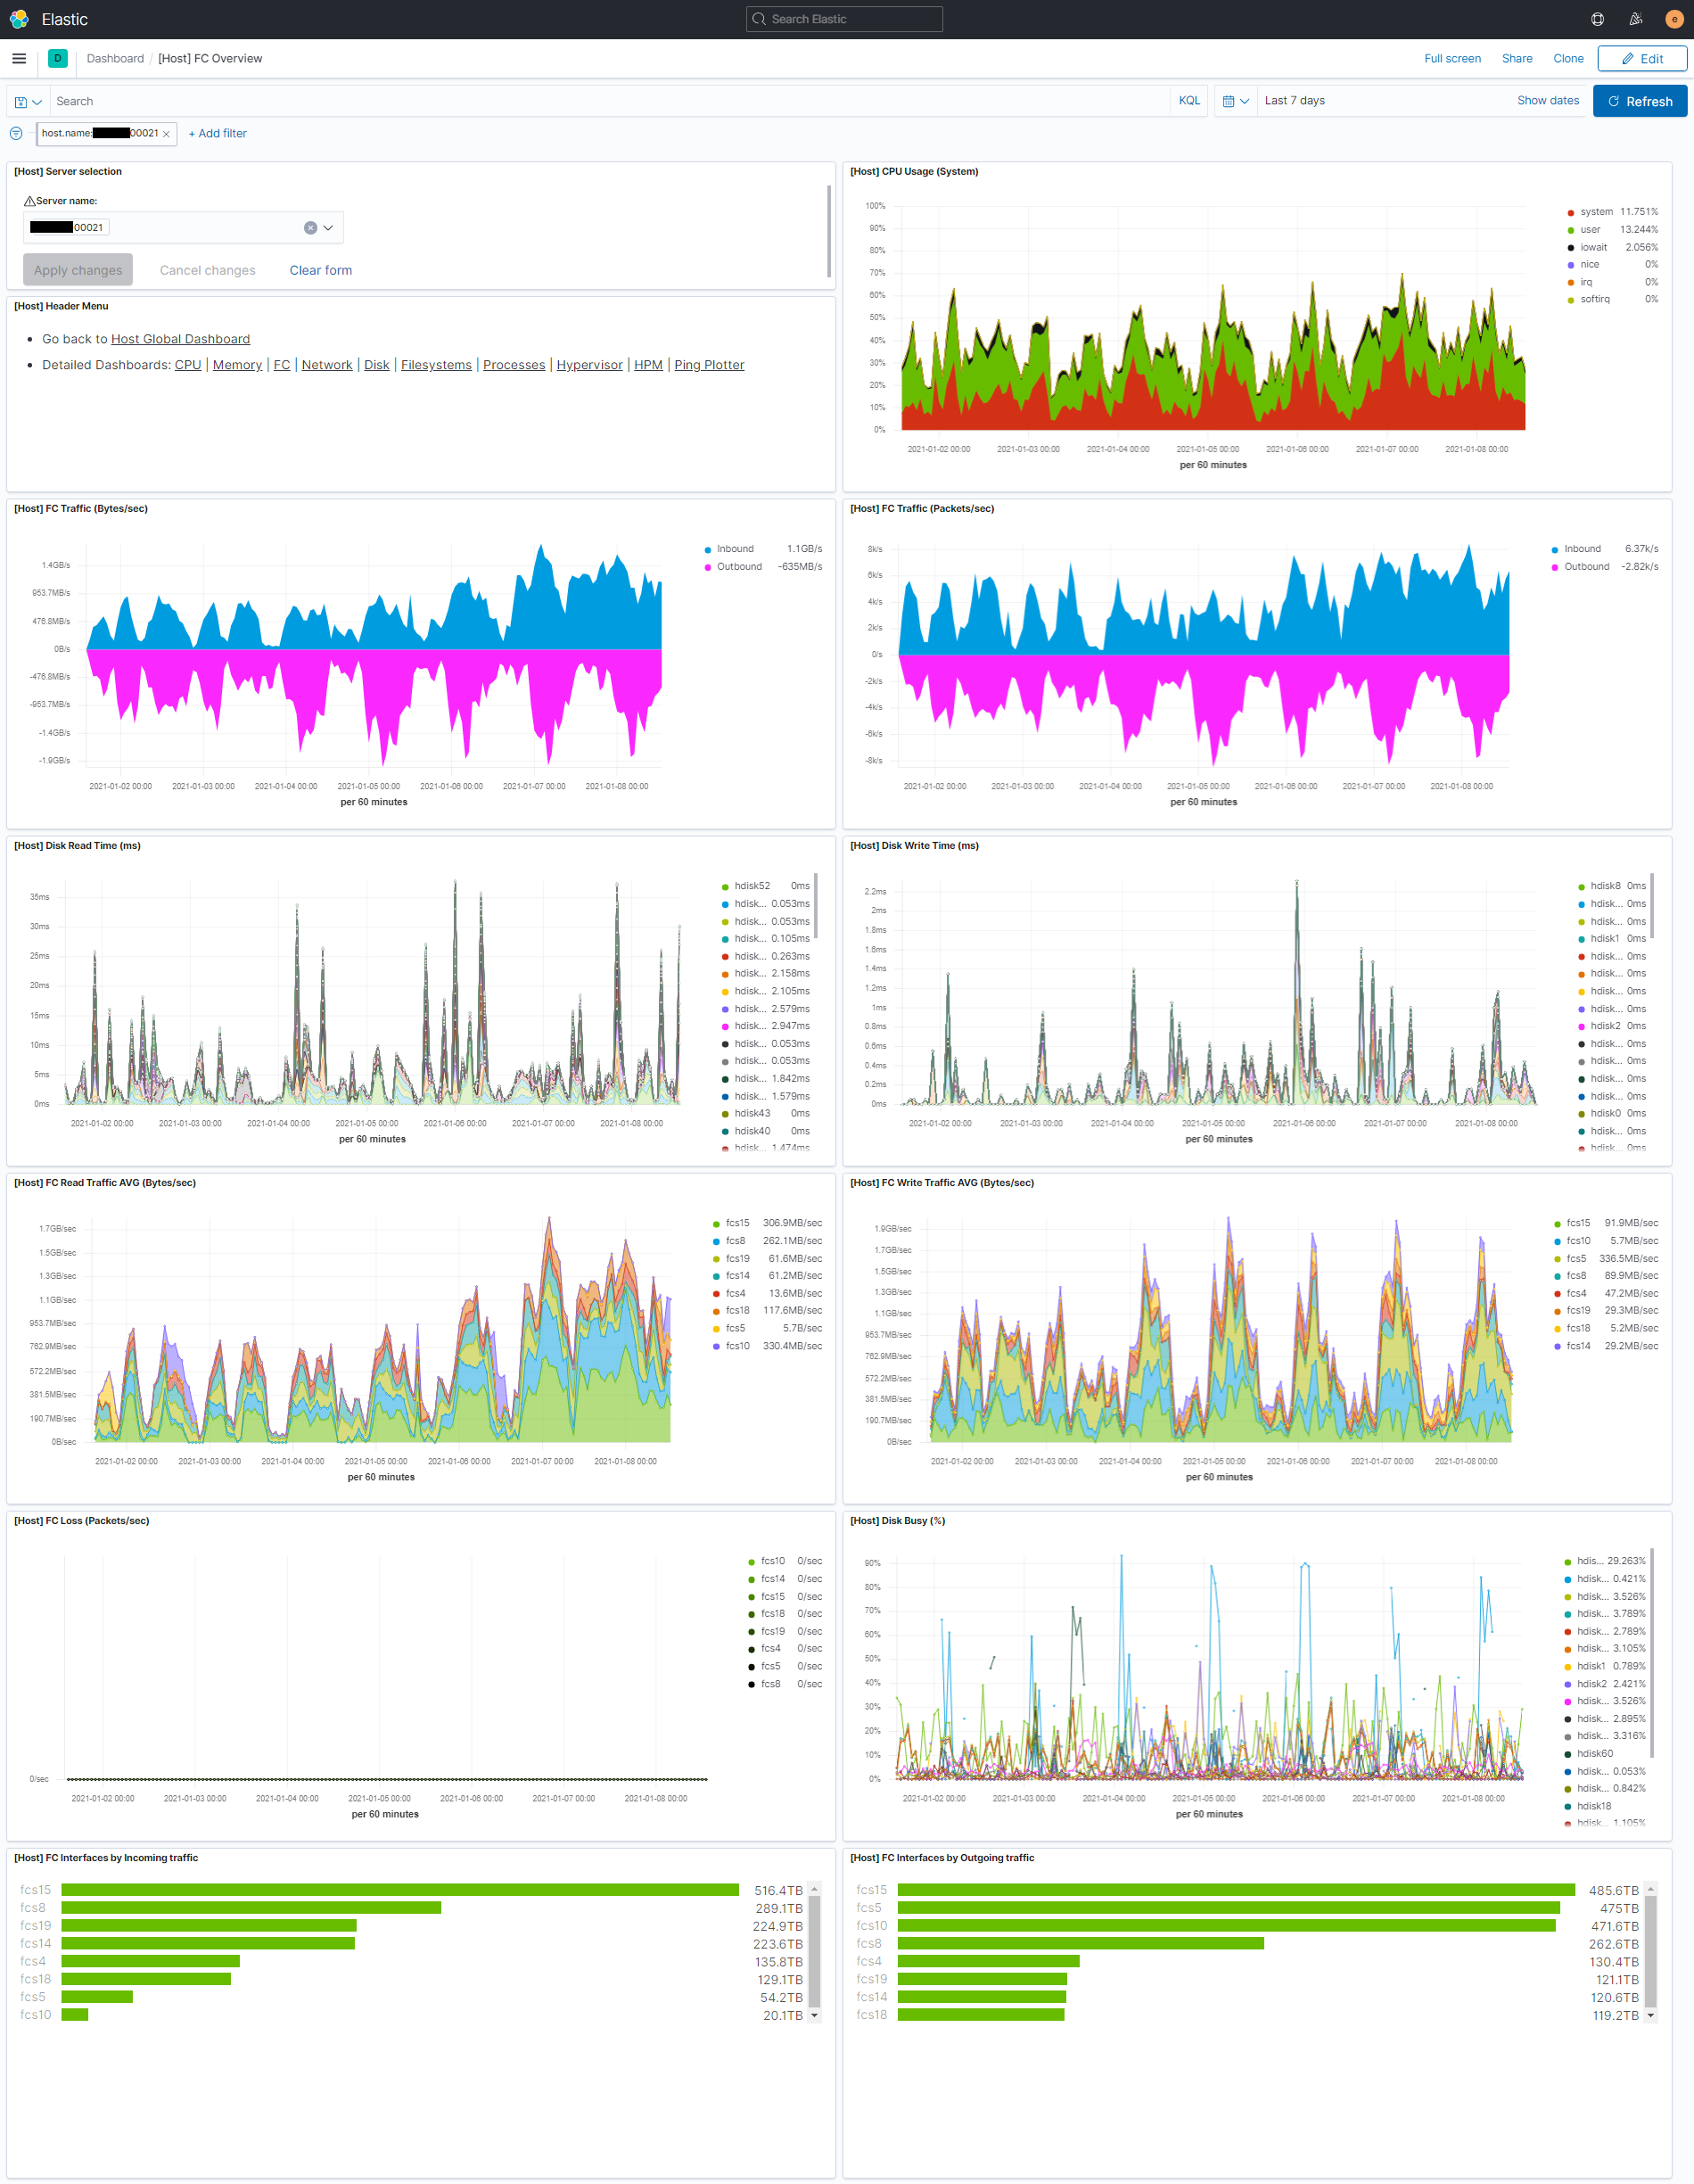 Elastic
Search Elastic
e
D
Dashboard / [Host] FC Overview
Full screen
Share
Clone
Edit
Search
KQL
Last 7 days
Show dates
Refresh
host.name: 00021 ×
+ Add filter
[Host] Server selection
Server name:
00021
Apply changes
Cancel changes
Clear form
[Host] Header Menu
• Go back to Host Global Dashboard
• Detailed Dashboards: CPU | Memory | FC | Network | Disk | Filesystems | Processes | Hypervisor | HPM | Ping Plotter
[Host] CPU Usage (System)
100%
90%
80%
70%
60%
50%
40%
30%
20%
10%
0%
2021-01-02 00:00
2021-01-03 00:00
2021-01-04 00:00
2021-01-05 00:00
2021-01-06 00:00
2021-01-07 00:00
2021-01-08 00:00
per 60 minutes
system 11.751%
user 13.244%
iowait 2.056%
nice 0%
irq 0%
softirq 0%
[Host] FC Traffic (Bytes/sec)
1.4GB/s
953.7MB/s
476.8MB/s
0B/s
-476.8MB/s
-953.7MB/s
-1.4GB/s
-1.9GB/s
2021-01-02 00:00
2021-01-03 00:00
2021-01-04 00:00
2021-01-05 00:00
2021-01-06 00:00
2021-01-07 00:00
2021-01-08 00:00
per 60 minutes
Inbound 1.1GB/s
Outbound -635MB/s
[Host] FC Traffic (Packets/sec)
8k/s
6k/s
4k/s
2k/s
0/s
-2k/s
-4k/s
-6k/s
-8k/s
2021-01-02 00:00
2021-01-03 00:00
2021-01-04 00:00
2021-01-05 00:00
2021-01-06 00:00
2021-01-07 00:00
2021-01-08 00:00
per 60 minutes
Inbound 6.37k/s
Outbound -2.82k/s
[Host] Disk Read Time (ms)
35ms
30ms
25ms
20ms
15ms
10ms
5ms
0ms
2021-01-02 00:00
2021-01-03 00:00
2021-01-04 00:00
2021-01-05 00:00
2021-01-06 00:00
2021-01-07 00:00
2021-01-08 00:00
per 60 minutes
hdisk52 0ms
hdisk... 0.053ms
hdisk... 0.053ms
hdisk... 0.105ms
hdisk... 0.263ms
hdisk... 2.158ms
hdisk... 2.105ms
hdisk... 2.579ms
hdisk... 2.947ms
hdisk... 0.053ms
hdisk... 0.053ms
hdisk... 1.842ms
hdisk... 1.579ms
hdisk43 0ms
hdisk40 0ms
hdisk... 1.474ms
[Host] Disk Write Time (ms)
2.2ms
2ms
1.8ms
1.6ms
1.4ms
1.2ms
1ms
0.8ms
0.6ms
0.4ms
0.2ms
0ms
2021-01-02 00:00
2021-01-03 00:00
2021-01-04 00:00
2021-01-05 00:00
2021-01-06 00:00
2021-01-07 00:00
2021-01-08 00:00
per 60 minutes
hdisk8 0ms
hdisk... 0ms
hdisk... 0ms
hdisk1 0ms
hdisk... 0ms
hdisk... 0ms
hdisk... 0ms
hdisk... 0ms
hdisk2 0ms
hdisk... 0ms
hdisk... 0ms
hdisk... 0ms
hdisk... 0ms
hdisk0 0ms
hdisk... 0ms
hdisk... 0ms
[Host] FC Read Traffic AVG (Bytes/sec)
1.7GB/sec
1.5GB/sec
1.3GB/sec
1.1GB/sec
953.7MB/sec
762.9MB/sec
572.2MB/sec
381.5MB/sec
190.7MB/sec
0B/sec
2021-01-02 00:00
2021-01-03 00:00
2021-01-04 00:00
2021-01-05 00:00
2021-01-06 00:00
2021-01-07 00:00
2021-01-08 00:00
per 60 minutes
fcs15 306.9MB/sec
fcs8 262.1MB/sec
fcs19 61.6MB/sec
fcs14 61.2MB/sec
fcs4 13.6MB/sec
fcs18 117.6MB/sec
fcs5 5.7B/sec
fcs10 330.4MB/sec
[Host] FC Write Traffic AVG (Bytes/sec)
1.9GB/sec
1.7GB/sec
1.5GB/sec
1.3GB/sec
1.1GB/sec
953.7MB/sec
762.9MB/sec
572.2MB/sec
381.5MB/sec
190.7MB/sec
0B/sec
2021-01-02 00:00
2021-01-03 00:00
2021-01-04 00:00
2021-01-05 00:00
2021-01-06 00:00
2021-01-07 00:00
2021-01-08 00:00
per 60 minutes
fcs15 91.9MB/sec
fcs10 5.7MB/sec
fcs5 336.5MB/sec
fcs8 89.9MB/sec
fcs4 47.2MB/sec
fcs19 29.3MB/sec
fcs18 5.2MB/sec
fcs14 29.2MB/sec
[Host] FC Loss (Packets/sec)
0/sec
2021-01-02 00:00
2021-01-03 00:00
2021-01-04 00:00
2021-01-05 00:00
2021-01-06 00:00
2021-01-07 00:00
2021-01-08 00:00
per 60 minutes
fcs10 0/sec
fcs14 0/sec
fcs15 0/sec
fcs18 0/sec
fcs19 0/sec
fcs4 0/sec
fcs5 0/sec
fcs8 0/sec
[Host] Disk Busy (%)
90%
80%
70%
60%
50%
40%
30%
20%
10%
0%
2021-01-02 00:00
2021-01-03 00:00
2021-01-04 00:00
2021-01-05 00:00
2021-01-06 00:00
2021-01-07 00:00
2021-01-08 00:00
per 60 minutes
hdis... 29.263%
hdisk... 0.421%
hdisk... 3.526%
hdisk... 3.789%
hdisk... 2.789%
hdisk... 3.105%
hdisk1 0.789%
hdisk2 2.421%
hdisk... 3.526%
hdisk... 2.895%
hdisk... 3.316%
hdisk60
hdisk... 0.053%
hdisk... 0.842%
hdisk18
hdisk... 1.105%
[Host] FC Interfaces by Incoming traffic
fcs15 516.4TB
fcs8 289.1TB
fcs19 224.9TB
fcs14 223.6TB
fcs4 135.8TB
fcs18 129.1TB
fcs5 54.2TB
fcs10 20.1TB
[Host] FC Interfaces by Outgoing traffic
fcs15 485.6TB
fcs5 475TB
fcs10 471.6TB
fcs8 262.6TB
fcs4 130.4TB
fcs19 121.1TB
fcs14 120.6TB
fcs18 119.2TB